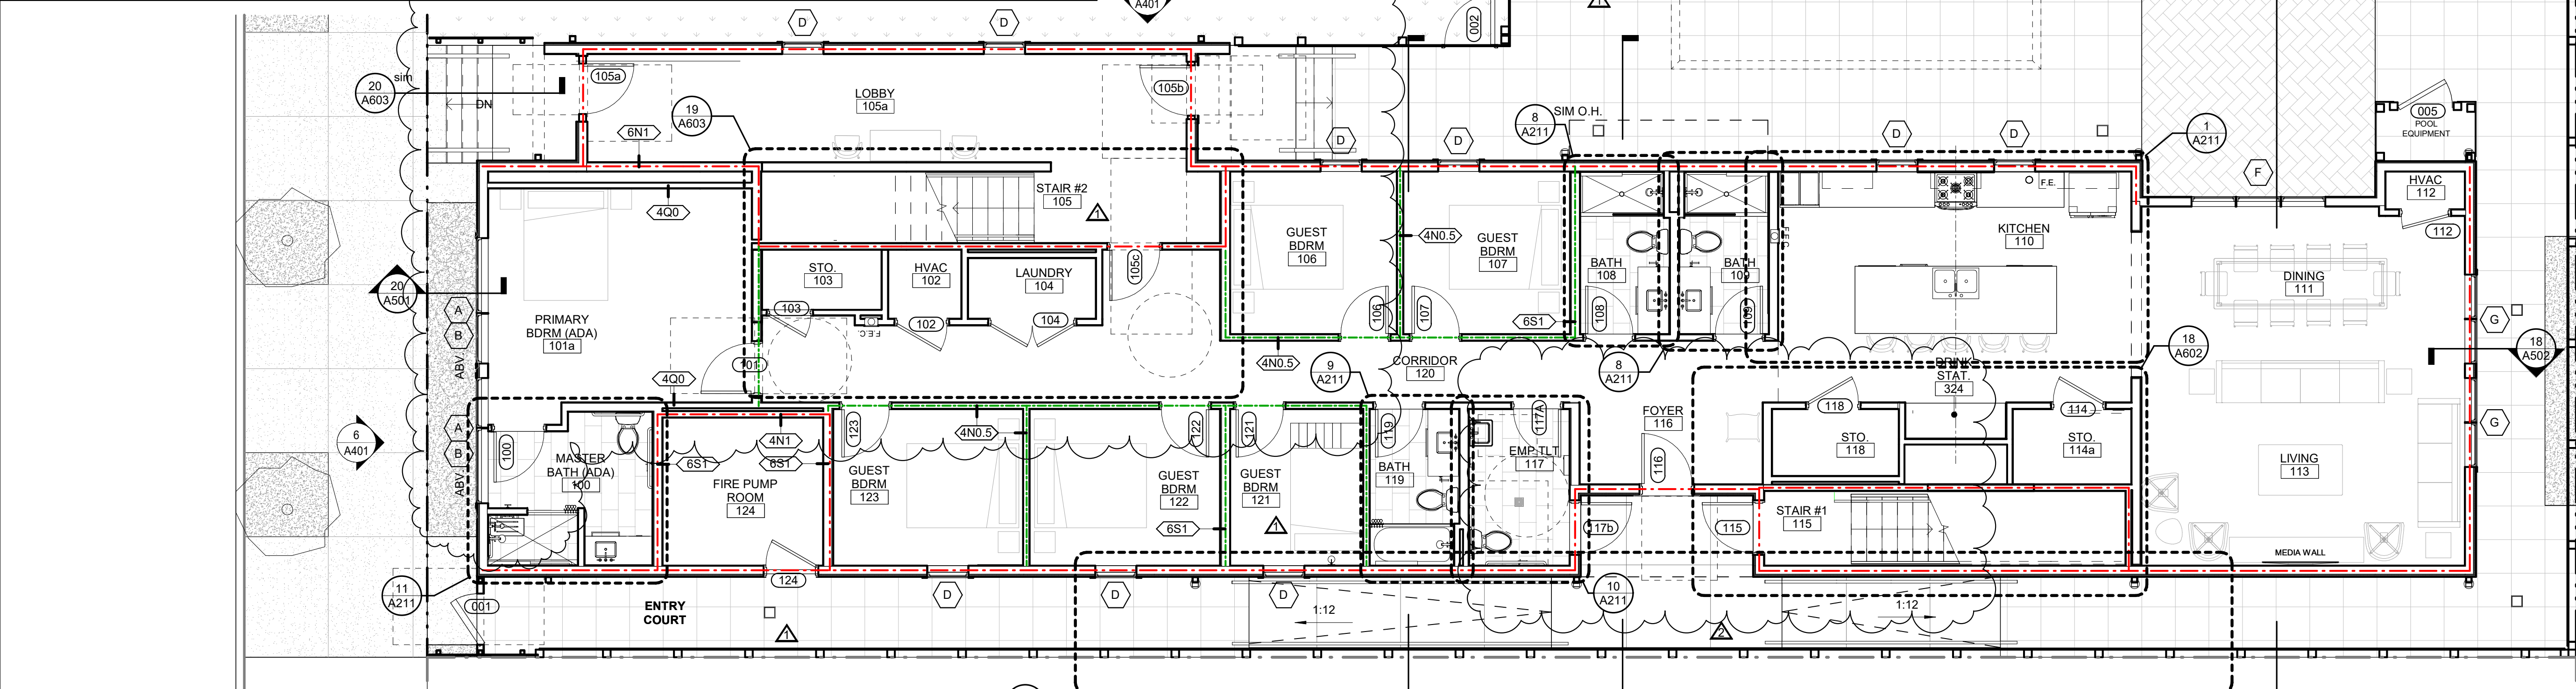 A401
D
D
002
1
20
A603
sim
DN
105a
LOBBY
105a
105b
19
A603
6N1
8
A211
SIM O.H.
D
D
D
D
1
A211
005
POOL
EQUIPMENT
F
HVAC
112
112
STAIR #2
105
1
4Q0
GUEST
BDRM
106
4N0.5
GUEST
BDRM
107
BATH
108
BATH
109
F.E.C.
F.E.
KITCHEN
110
DINING
111
STO.
103
HVAC
102
LAUNDRY
104
105c
103
F.E.C.
102
104
106
107
6S1
108
109
20
A501
A
B
ABV.
PRIMARY
BDRM (ADA)
101a
101
G
18
A502
4N0.5
CORRIDOR
120
9
A211
8
A211
DRINK
STAT.
324
18
A602
4Q0
6
A401
A
B
ABV.
100
MASTER
BATH (ADA)
100
6S1
4N1
6S1
FIRE PUMP
ROOM
124
123
GUEST
BDRM
123
4N0.5
122
GUEST
BDRM
122
121
GUEST
BDRM
121
1
6S1
119
BATH
119
117A
EMP.TLT
117
FOYER
116
116
118
STO.
118
114
STO.
114a
G
LIVING
113
117b
115
STAIR #1
115
MEDIA WALL
11
A211
001
124
ENTRY
COURT
1
D
D
D
1:12
10
A211
2
1:12